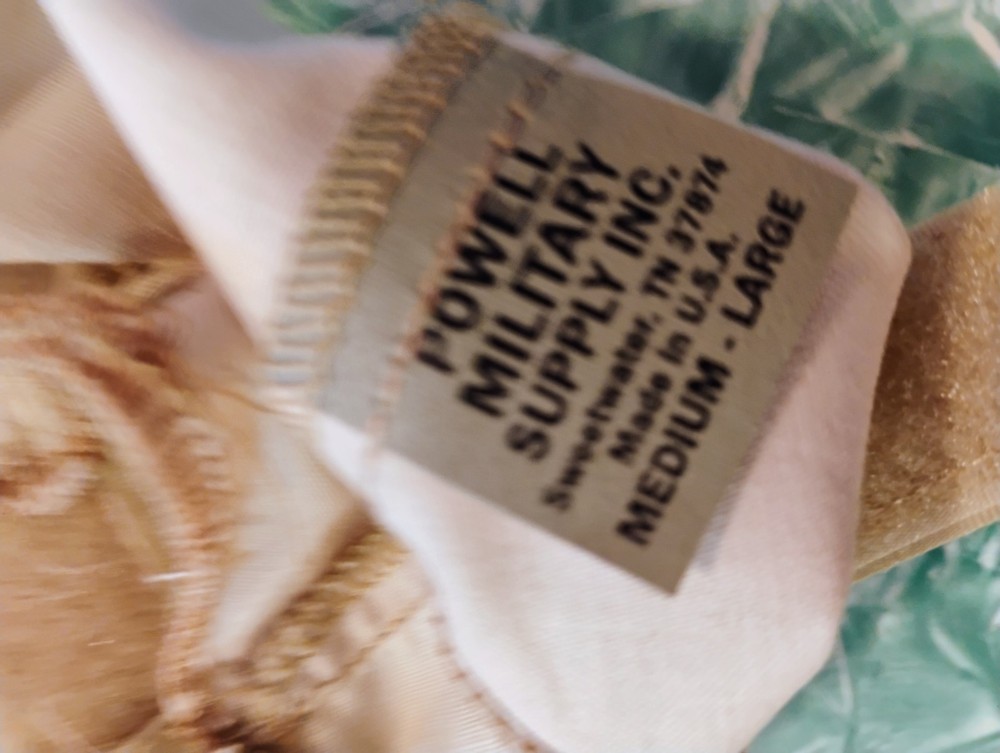 POWELL
MILITARY
SUPPLY INC.
Sweetwater, TN 37874
Made in U.S.A.
MEDIUM - LARGE